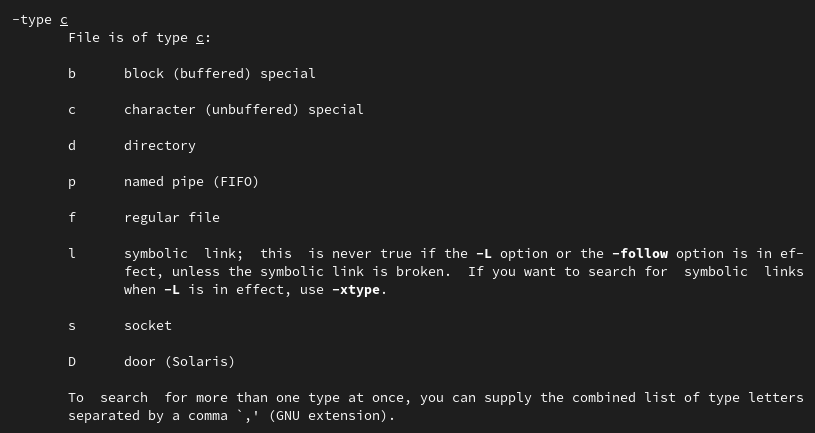 -type c
File is of type c:
b block (buffered) special
c character (unbuffered) special
d directory
p named pipe (FIFO)
f regular file
l symbolic link; this is never true if the -L option or the -follow option is in ef-
fect, unless the symbolic link is broken. If you want to search for symbolic links
when -L is in effect, use -xtype.
s socket
D door (Solaris)
To search for more than one type at once, you can supply the combined list of type letters
separated by a comma `,' (GNU extension).